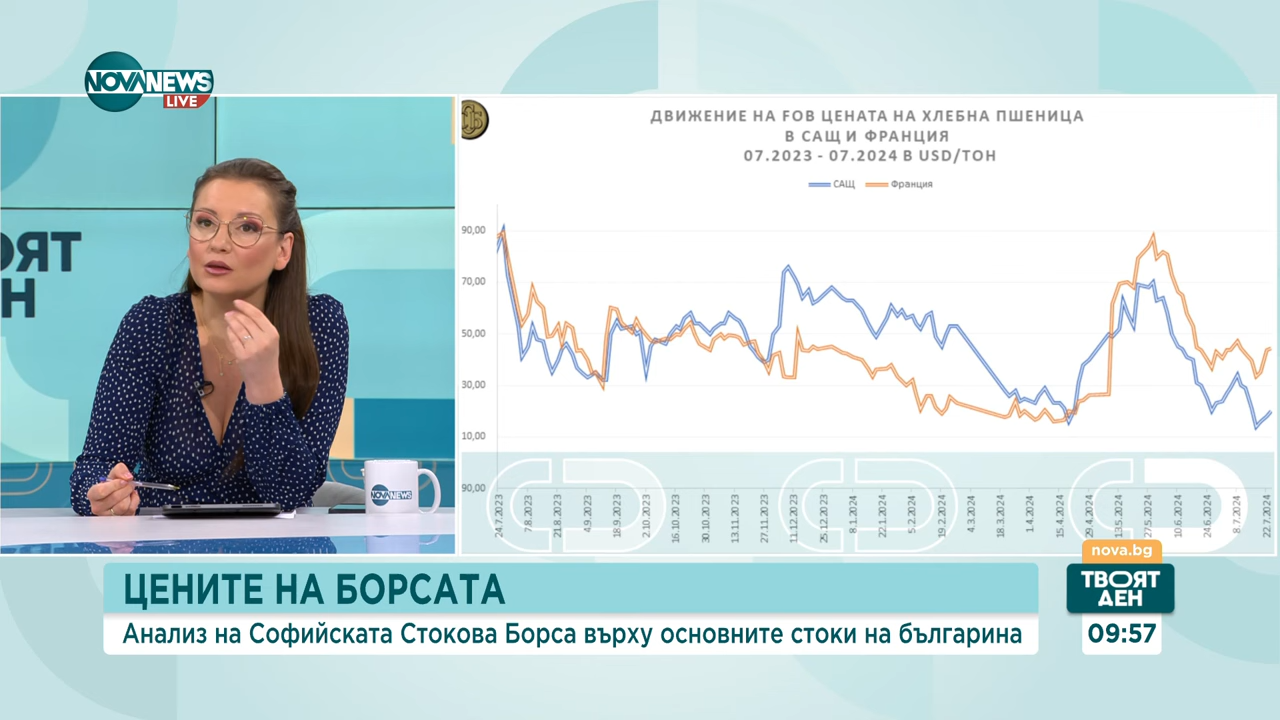 NOVANEWS
LIVE
ОЯТ
Н
ДВИЖЕНИЕ НА FOB ЦЕНАТА НА ХЛЕБНА ПШЕНИЦА
В САЩ И ФРАНЦИЯ
07.2023 - 07.2024 В USD/ТОН
САЩ Франция
90,00
70,00
50,00
30,00
10,00
90,00
24.7.2023 7.8.2023 21.8.2023 4.9.2023 18.9.2023 2.10.2023 16.10.2023 30.10.2023 13.11.2023 27.11.2023 11.12.2023 25.12.2023 8.1.2024 22.1.2024 5.2.2024 19.2.2024 4.3.2024 18.3.2024 1.4.2024 15.4.2024 29.4.2024 13.5.2024 27.5.2024 10.6.2024 24.6.2024 8.7.2024 22.7.2024
NOVANEWS
nova.bg
ТВОЯТ
ДЕН
09:57
ЦЕНИТЕ НА БОРСАТА
Анализ на Софийската Стокова Борса върху основните стоки на българина